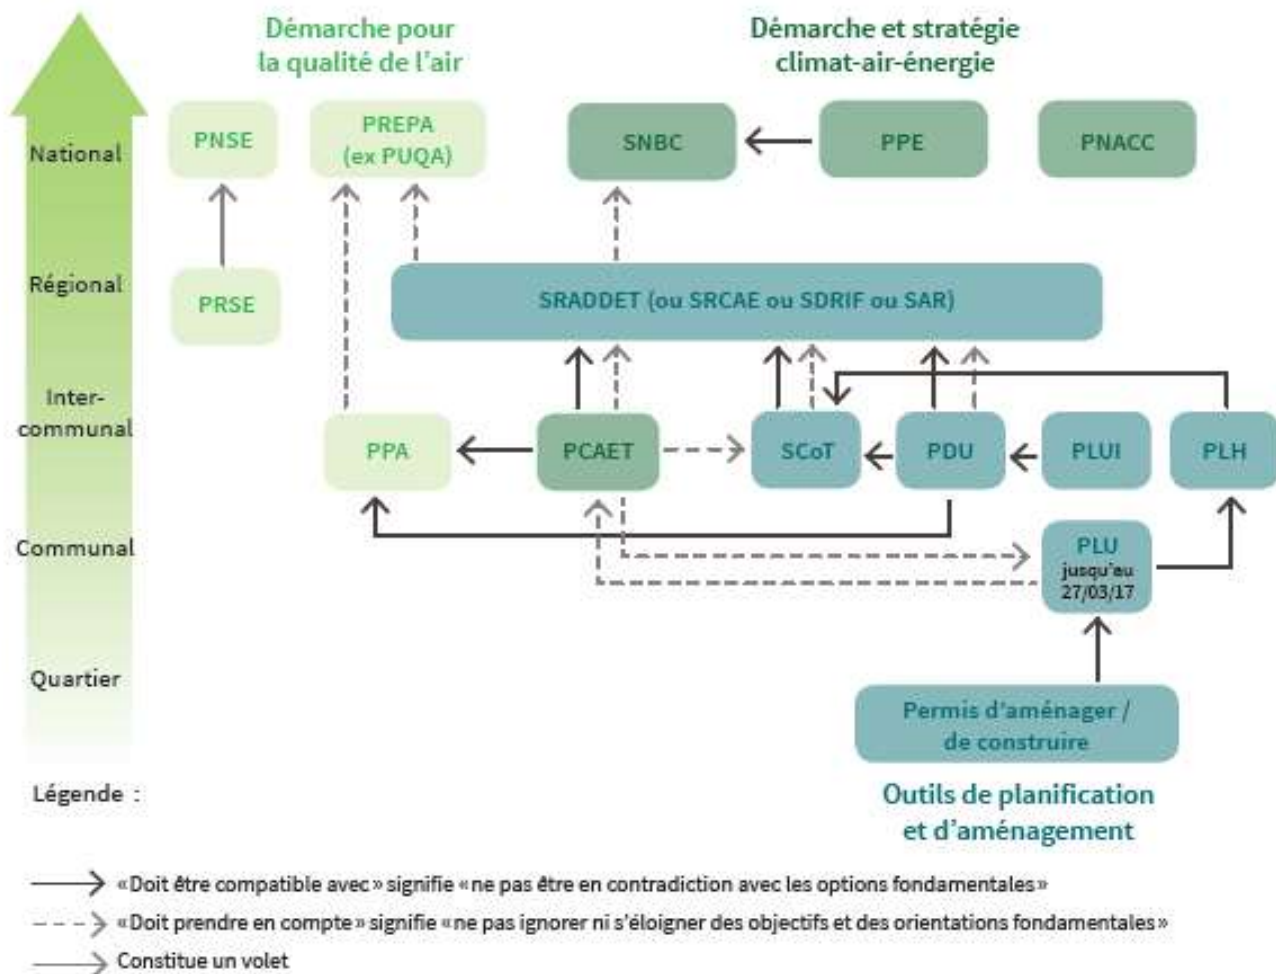 Démarche pour
la qualité de l'air
Démarche et stratégie
climat-air-énergie
National
PNSE
PREPA
(ex PUQA)
SNBC
PPE
PNACC
Régional
PRSE
SRADDET (ou SRCAE ou SDRIF ou SAR)
Inter-
communal
PPA
PCAET
SCoT
PDU
PLUI
PLH
Communal
PLU
jusqu'au
27/03/17
Quartier
Permis d'aménager /
de construire
Outils de planification
et d'aménagement
Légende :
«Doit être compatible avec» signifie «ne pas être en contradiction avec les options fondamentales»
«Doit prendre en compte» signifie «ne pas ignorer ni s'éloigner des objectifs et des orientations fondamentales»
Constitue un volet